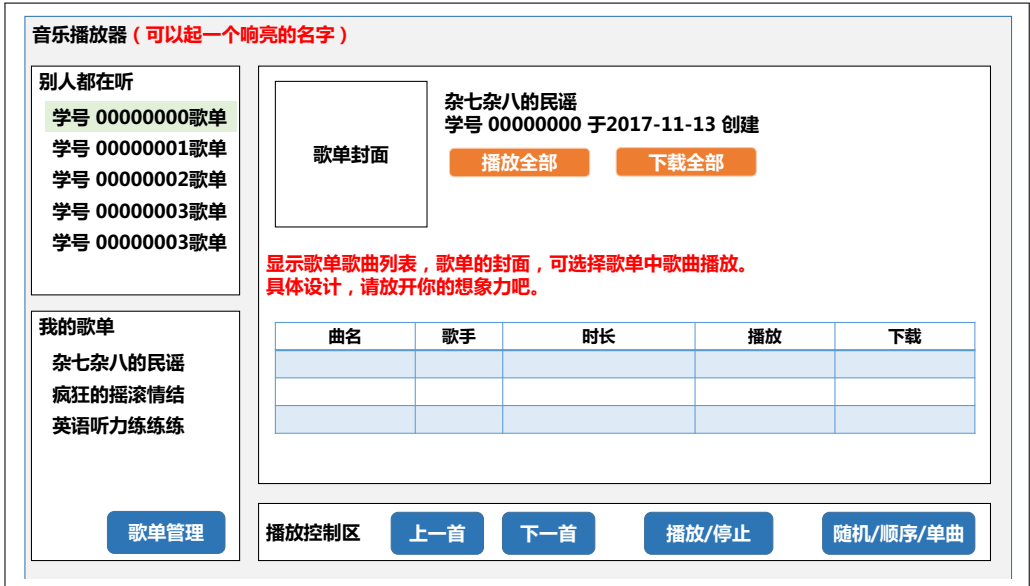 音乐播放器（可以起一个响亮的名字）
别人都在听
学号 00000000歌单
学号 00000001歌单
学号 00000002歌单
学号 00000003歌单
学号 00000003歌单
我的歌单
杂七杂八的民谣
疯狂的摇滚情结
英语听力练练练
歌单管理
歌单封面
杂七杂八的民谣
学号 00000000 于2017-11-13 创建
播放全部 下载全部
显示歌单歌曲列表，歌单的封面，可选择歌单中歌曲播放。
具体设计，请放开你的想象力吧。
曲名 歌手 时长 播放 下载
播放控制区 上一首 下一首 播放/停止 随机/顺序/单曲